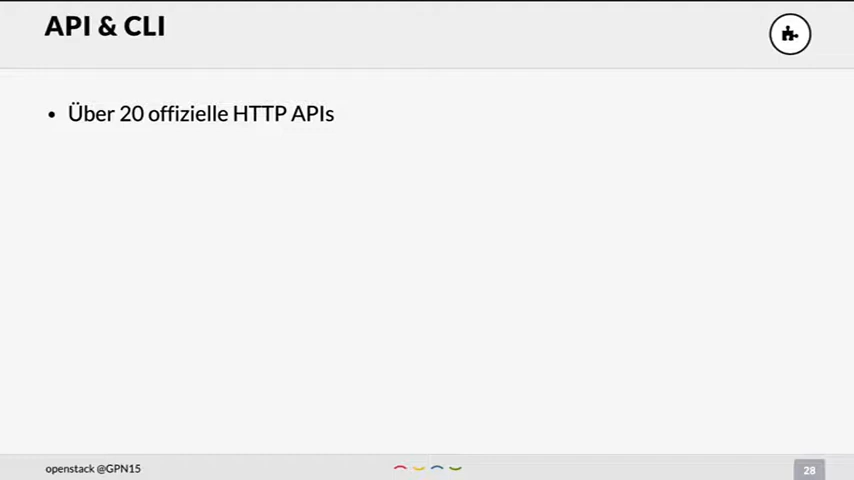 API & CLI
• Über 20 offizielle HTTP APIs
openstack @GPN15
28